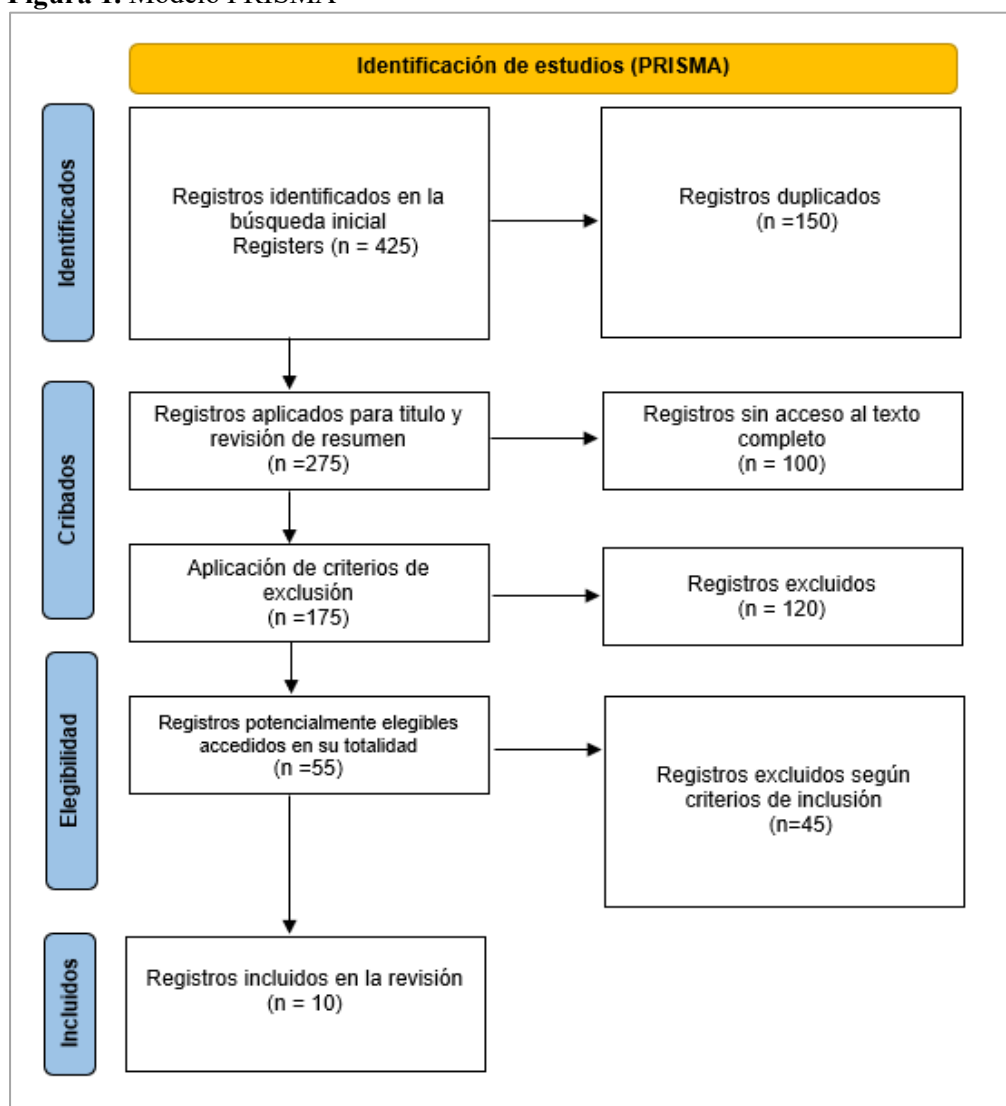 Figura 1. Modelo PRISMA
Identificación de estudios (PRISMA)
Identificados
Registros identificados en la
búsqueda inicial
Registers (n = 425)
Registros duplicados
(n =150)
Cribados
Registros aplicados para titulo y
revisión de resumen
(n =275)
Registros sin acceso al texto
completo
(n = 100)
Aplicación de criterios de
exclusión
(n =175)
Registros excluidos
(n = 120)
Elegibilidad
Registros potencialmente elegibles
accedidos en su totalidad
(n =55)
Registros excluidos según
criterios de inclusión
(n=45)
Incluidos
Registros incluidos en la revisión
(n = 10)